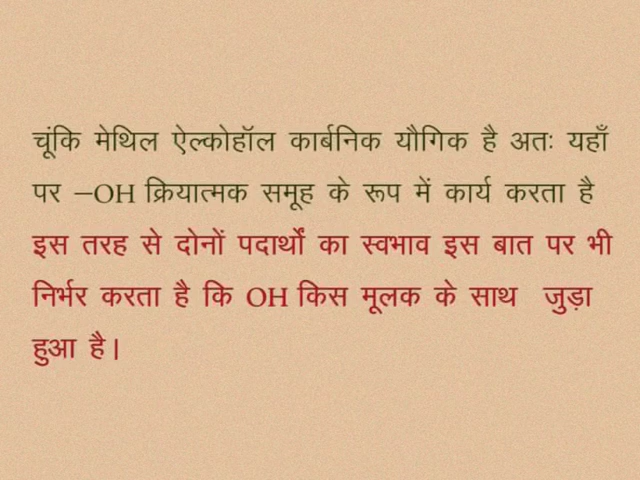 चूंकि मेथिल ऐल्कोहॉल कार्बनिक यौगिक है अतः यहाँ
पर –OH क्रियात्मक समूह के रूप में कार्य करता है
इस तरह से दोनों पदार्थों का स्वभाव इस बात पर भी
निर्भर करता है कि OH किस मूलक के साथ जुड़ा
हुआ है।